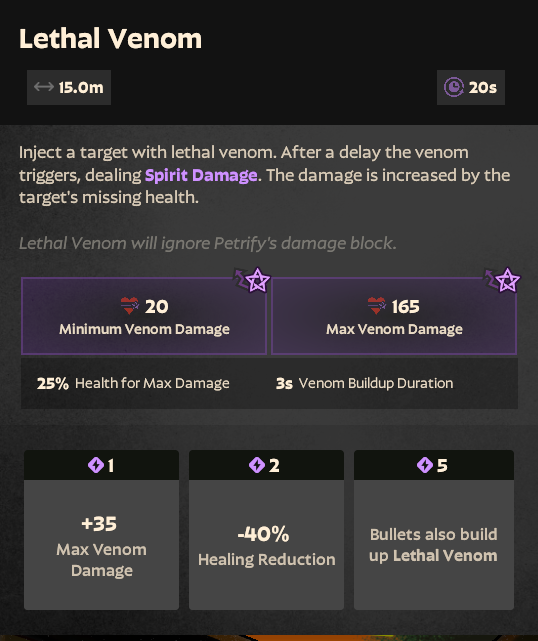 Lethal Venom
15.0m
20s
Inject a target with lethal venom. After a delay the venom
triggers, dealing Spirit Damage. The damage is increased by the
target's missing health.
Lethal Venom will ignore Petrify's damage block.
20
Minimum Venom Damage
165
Max Venom Damage
25% Health for Max Damage
3s Venom Buildup Duration
1
+35
Max Venom
Damage
2
-40%
Healing Reduction
5
Bullets also build
up Lethal Venom